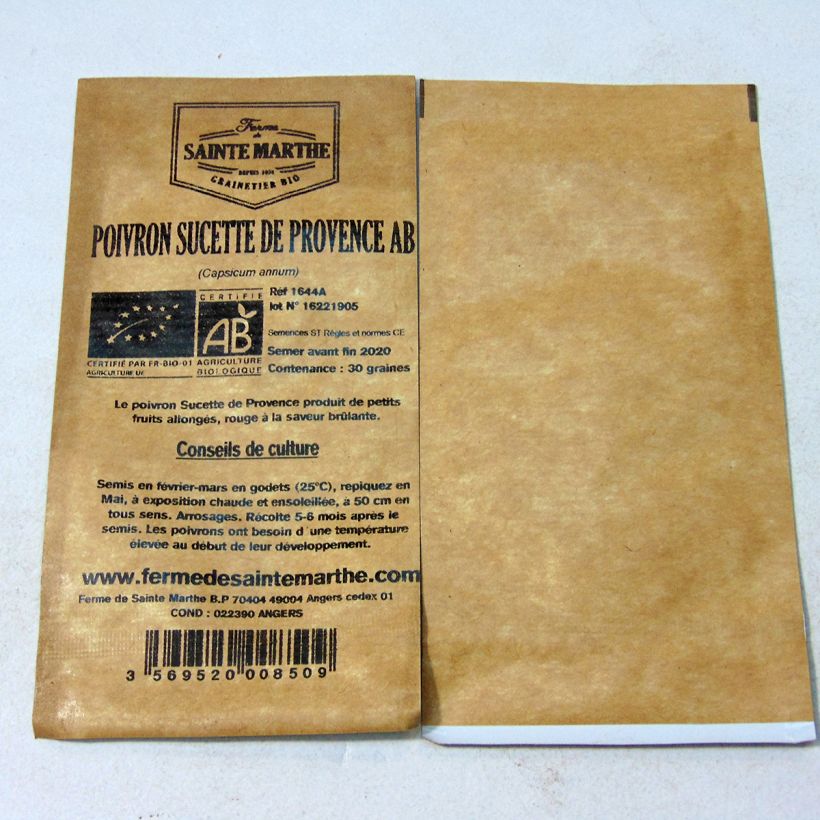 Ferme
de
SAINTE MARTHE
DEPUIS 1974
GRAINETIER BIO
POIVRON SUCETTE DE PROVENCE AB
(Capsicum annum)
Réf 1644A
lot N° 16221905
CERTIFIÉ
AB
AGRICULTURE
BIOLOGIQUE
CERTIFIÉ PAR FR-BIO-01
AGRICULTURE UE
Semences ST Règles et normes CE
Semer avant fin 2020
Contenance : 30 graines
Le poivron Sucette de Provence produit de petits
fruits allongés, rouge à la saveur brûlante.
Conseils de culture
Semis en février-mars en godets (25°C), repiquez en
Mai, à exposition chaude et ensoleillée, à 50 cm en
tous sens. Arrosages. Récolte 5-6 mois après le
semis. Les poivrons ont besoin d'une température
élevée au début de leur développement.
www.fermedesaintemarthe.com
Ferme de Sainte Marthe B.P 70404 49004 Angers cedex 01
COND : 022390 ANGERS
3 569520 008509